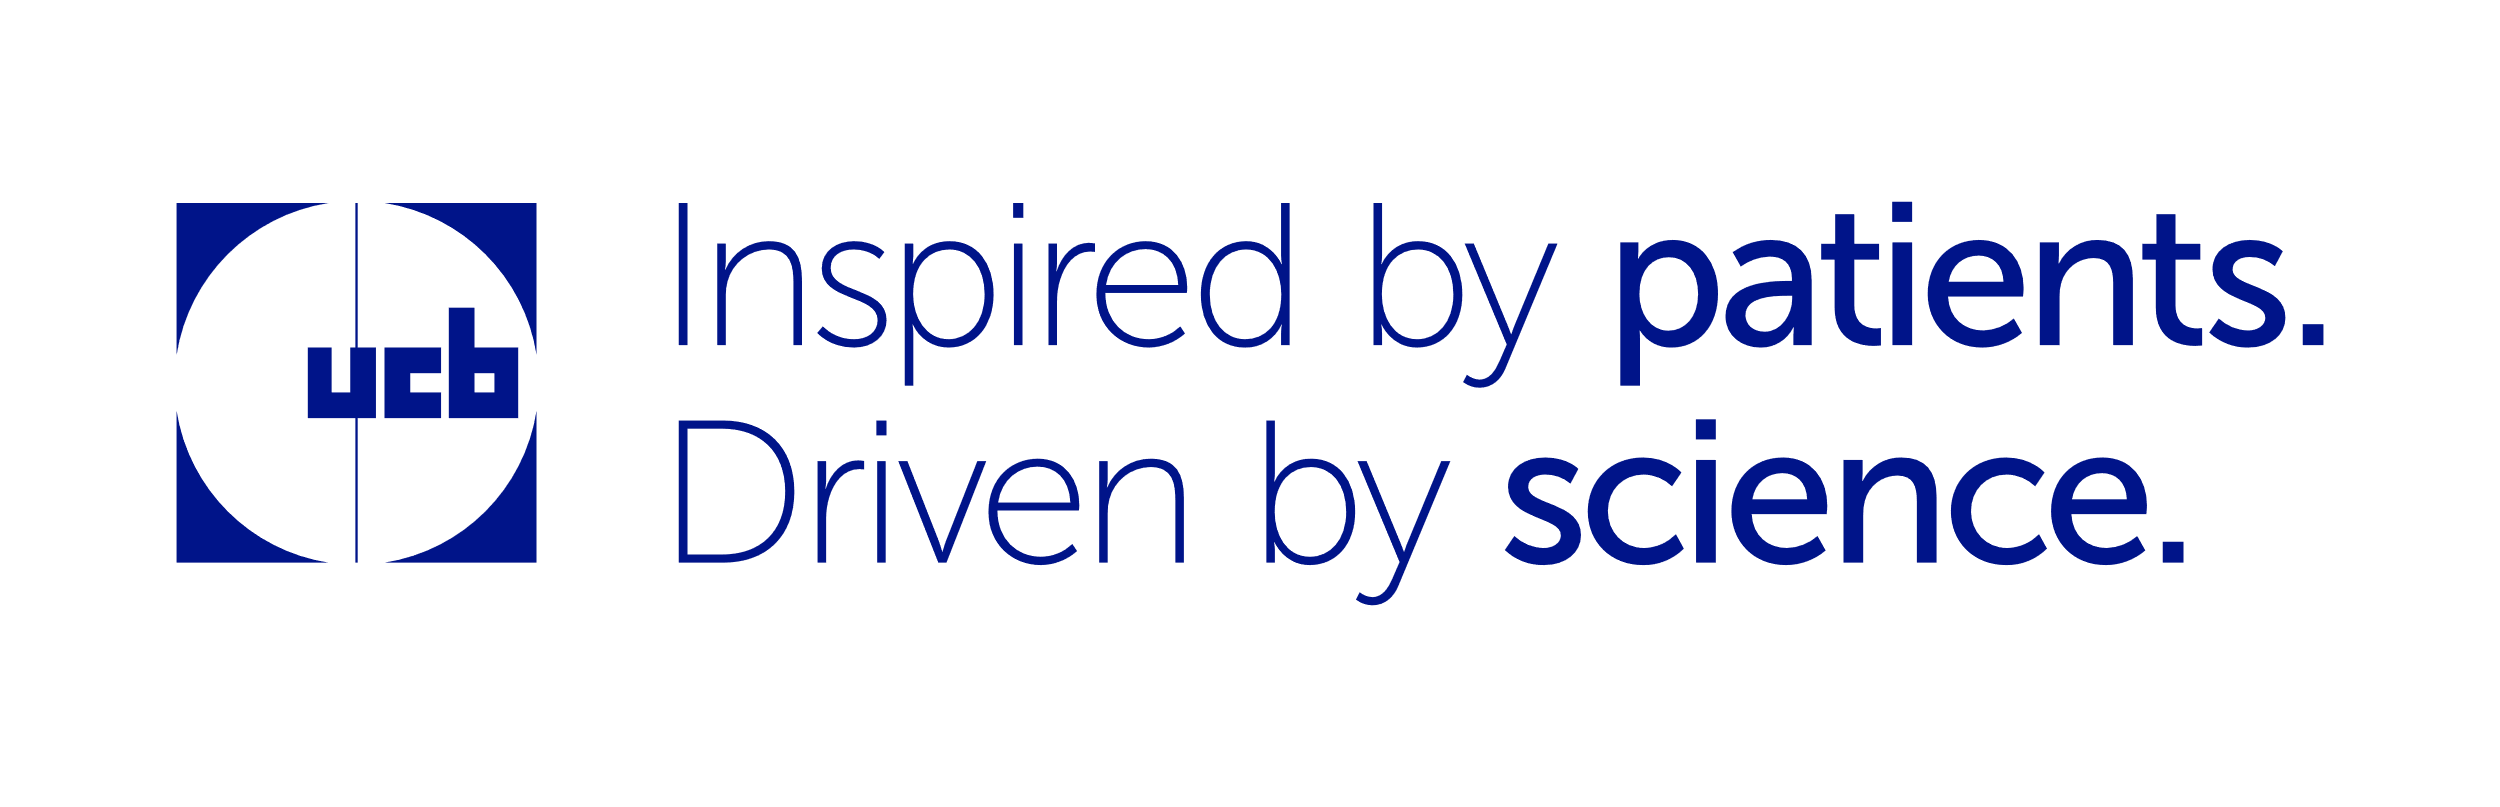 ucb
Inspired by patients.
Driven by science.